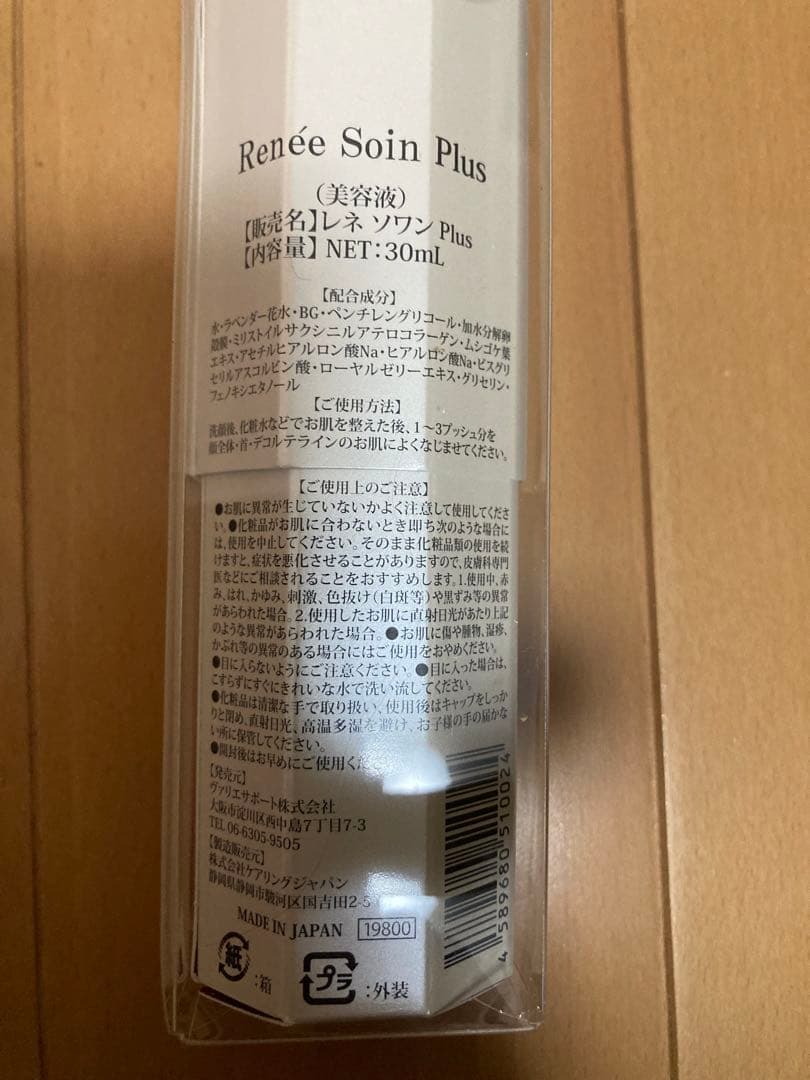 Renée Soin Plus
（美容液）
【販売名】レネ ソワン Plus
【内容量】 NET：30mL
【配合成分】
水・ラベンダー花水・BG・ペンチレングリコール・加水分解卵
殻膜・ミリストイルサクシニルアテロコラーゲン・ムシゴケ葉
エキス・アセチルヒアルロン酸Na・ヒアルロン酸Na・ビスグリ
セリルアスコルビン酸・ローヤルゼリーエキス・グリセリン・
フェノキシエタノール
【ご使用方法】
洗顔後、化粧水などでお肌を整えた後、1〜3プッシュ分を
顔全体・首・デコルテラインのお肌によくなじませてください。
【ご使用上のご注意】
●お肌に異常が生じていないかよく注意して使用してくださ
い。●化粧品がお肌に合わないとき即ち次のような場合に
は、使用を中止してください。そのまま化粧品類の使用を続
けますと、症状を悪化させることがありますので、皮膚科専門
医などにご相談されることをおすすめします。1.使用中、赤
み、はれ、かゆみ、刺激、色抜け（白斑等）や黒ずみ等の異常
があらわれた場合。2.使用したお肌に直射日光があたり上記
のような異常があらわれた場合。●お肌に傷や腫物、湿疹、
かぶれ等の異常のある場合にはご使用をおやめください。
●目に入らないようにご注意ください。●目に入った場合は、
こすらずにすぐにきれいな水で洗い流してください。
●化粧品は清潔な手で取り扱い、使用後はキャップをしっか
りと閉め、直射日光、高温多湿を避け、お子様の手の届かな
い所に保管してください。
●開封後はお早めにご使用くだ
【発売元】
ヴァリエサポート株式会社
大阪市淀川区西中島7丁目7-3
TEL 06-6305-9505
【製造販売元】
株式会社ケアリングジャパン
静岡県静岡市駿河区国吉田2-5
MADE IN JAPAN 19800
4 589680 510024
紙 ：箱
プラ ：外装